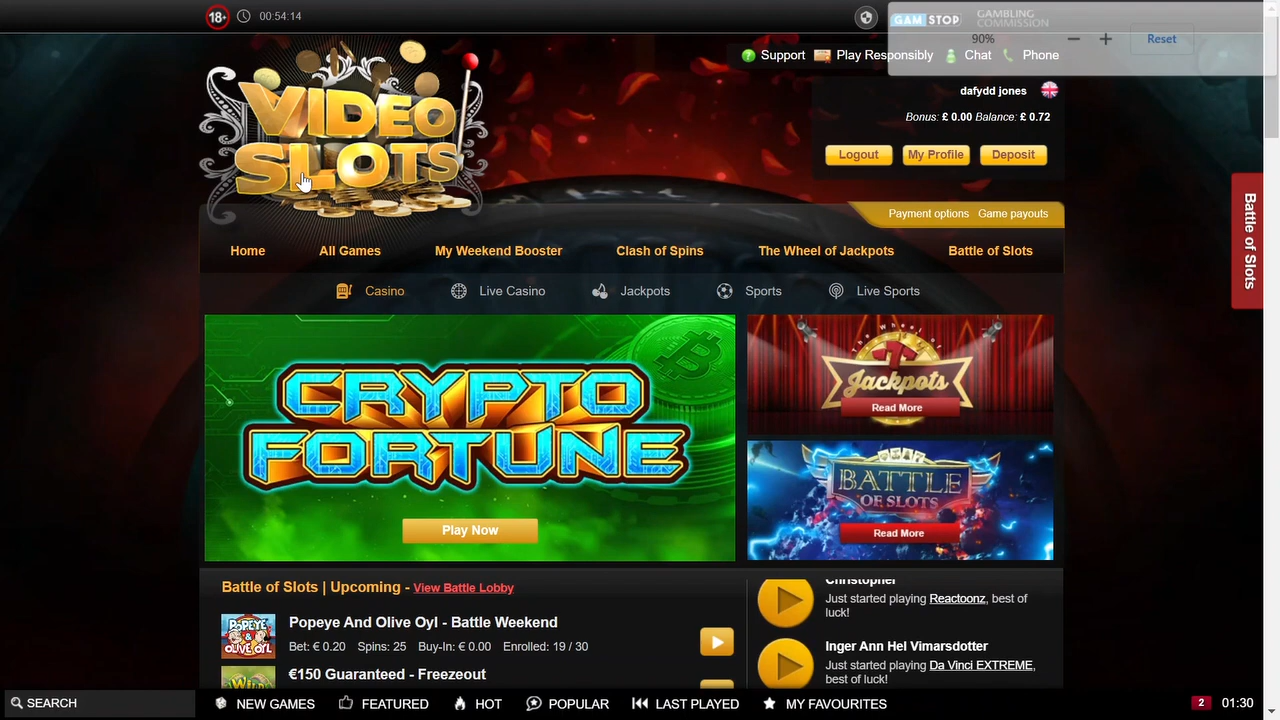 18+ 00:54:14
GAMSTOP GAMBLING COMMISSION
90% Reset
Support Play Responsibly Chat Phone
VIDEO
SLOTS
dafydd jones
Bonus: £ 0.00 Balance: £ 0.72
Logout My Profile Deposit
Payment options Game payouts
Home All Games My Weekend Booster Clash of Spins The Wheel of Jackpots Battle of Slots
Battle of Slots
Casino Live Casino Jackpots Sports Live Sports
CRYPTO
FORTUNE
Play Now
The Wheel of
Jackpots
Read More
BATTLE
OF SLOTS
Read More
Battle of Slots | Upcoming - View Battle Lobby
POPEYE & OLIVE OYL
Popeye And Olive Oyl - Battle Weekend
Bet: € 0.20 Spins: 25 Buy-In: € 0.00 Enrolled: 19 / 30
€150 Guaranteed - Freezeout
Christopher
Just started playing Reactoonz, best of
luck!
Inger Ann Hel Vimarsdotter
Just started playing Da Vinci EXTREME,
best of luck!
SEARCH NEW GAMES FEATURED HOT POPULAR LAST PLAYED MY FAVOURITES 2 01:30